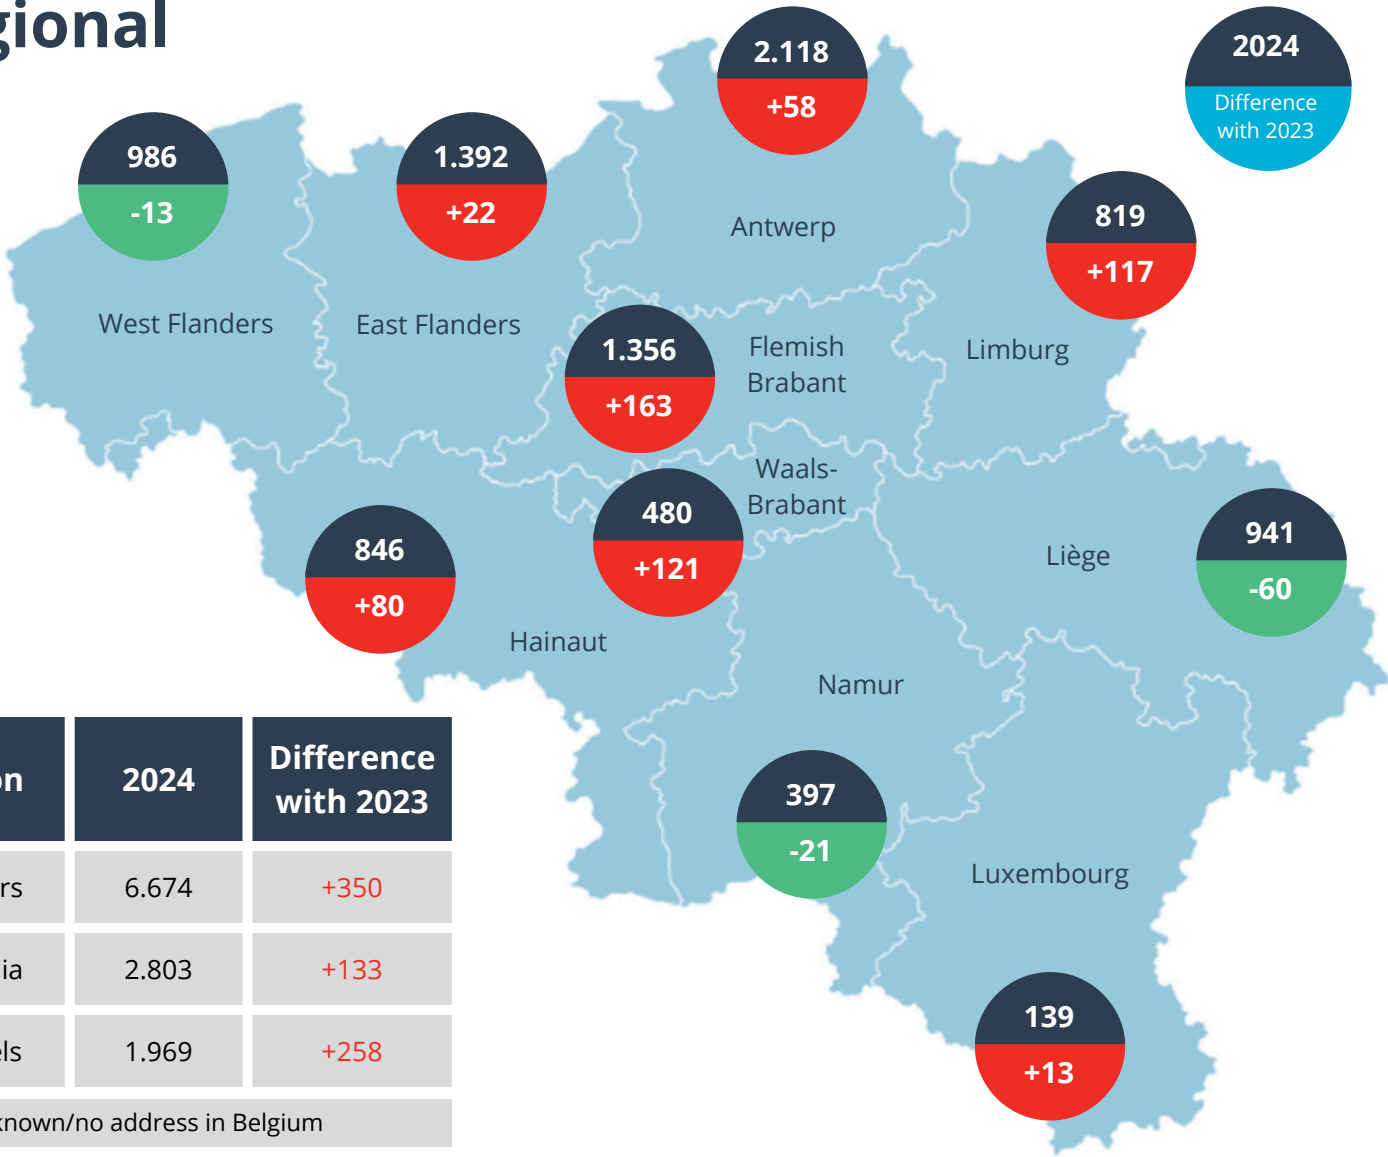 gional
2.118
+58
2024
Difference
with 2023
986
-13
1.392
+22
819
+117
Antwerp
West Flanders
East Flanders
1.356
+163
Flemish
Brabant
Limburg
Waals-
Brabant
480
+121
846
+80
Liège
941
-60
Hainaut
Namur
397
-21
Luxembourg
139
+13
on 2024 Difference
with 2023
rs 6.674 +350
ia 2.803 +133
els 1.969 +258
known/no address in Belgium